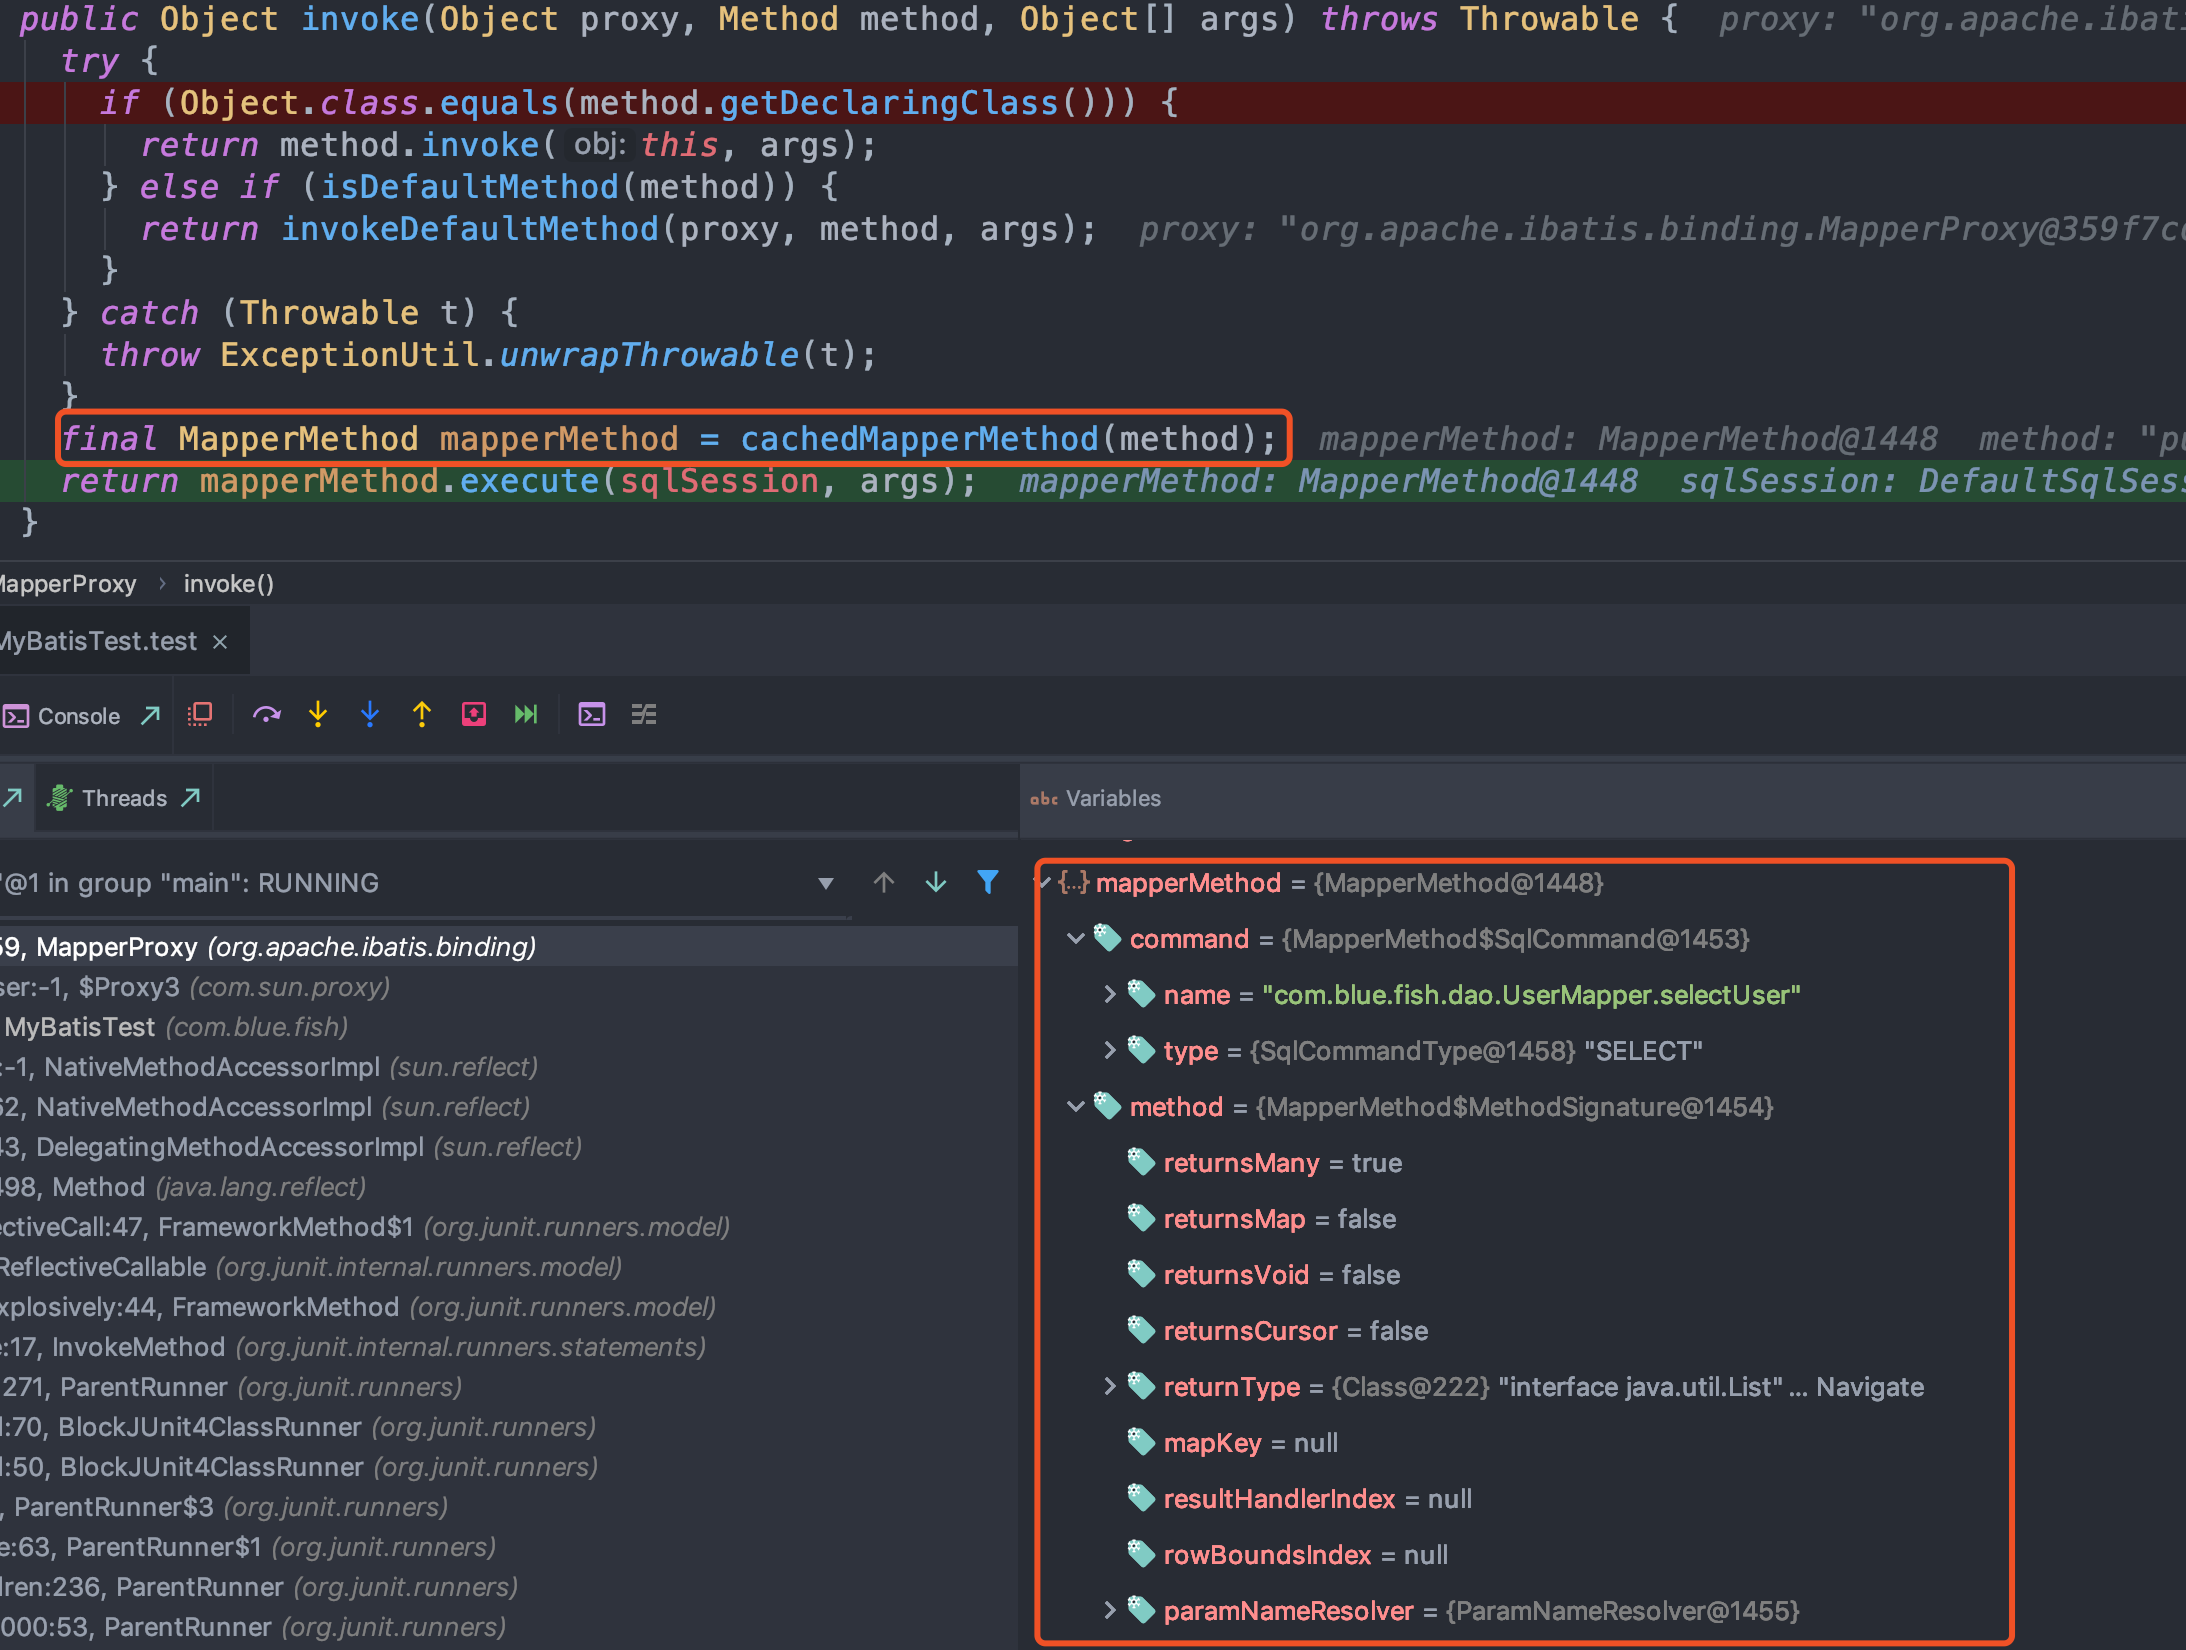 public Object invoke(Object proxy, Method method, Object[] args) throws Throwable {  proxy: "org.apache.ibati
try {
if (Object.class.equals(method.getDeclaringClass())) {
return method.invoke( obj: this, args);
} else if (isDefaultMethod(method)) {
return invokeDefaultMethod(proxy, method, args);  proxy: "org.apache.ibatis.binding.MapperProxy@359f7c
}
} catch (Throwable t) {
throw ExceptionUtil.unwrapThrowable(t);
}
final MapperMethod mapperMethod = cachedMapperMethod(method);  mapperMethod: MapperMethod@1448  method: "pu
return mapperMethod.execute(sqlSession, args);  mapperMethod: MapperMethod@1448  sqlSession: DefaultSqlSess
}
MapperProxy › invoke()
MyBatisTest.test ×
Console
Threads
"@1 in group "main": RUNNING
59, MapperProxy (org.apache.ibatis.binding)
ser:-1, $Proxy3 (com.sun.proxy)
MyBatisTest (com.blue.fish)
:-1, NativeMethodAccessorImpl (sun.reflect)
62, NativeMethodAccessorImpl (sun.reflect)
43, DelegatingMethodAccessorImpl (sun.reflect)
498, Method (java.lang.reflect)
ectiveCall:47, FrameworkMethod$1 (org.junit.runners.model)
ReflectiveCallable (org.junit.internal.runners.model)
xplosively:44, FrameworkMethod (org.junit.runners.model)
e:17, InvokeMethod (org.junit.internal.runners.statements)
271, ParentRunner (org.junit.runners)
d:70, BlockJUnit4ClassRunner (org.junit.runners)
d:50, BlockJUnit4ClassRunner (org.junit.runners)
, ParentRunner$3 (org.junit.runners)
e:63, ParentRunner$1 (org.junit.runners)
dren:236, ParentRunner (org.junit.runners)
000:53, ParentRunner (org.junit.runners)
abc Variables
{...} mapperMethod = {MapperMethod@1448}
command = {MapperMethod$SqlCommand@1453}
name = "com.blue.fish.dao.UserMapper.selectUser"
type = {SqlCommandType@1458} "SELECT"
method = {MapperMethod$MethodSignature@1454}
returnsMany = true
returnsMap = false
returnsVoid = false
returnsCursor = false
returnType = {Class@222} "interface java.util.List" ... Navigate
mapKey = null
resultHandlerIndex = null
rowBoundsIndex = null
paramNameResolver = {ParamNameResolver@1455}